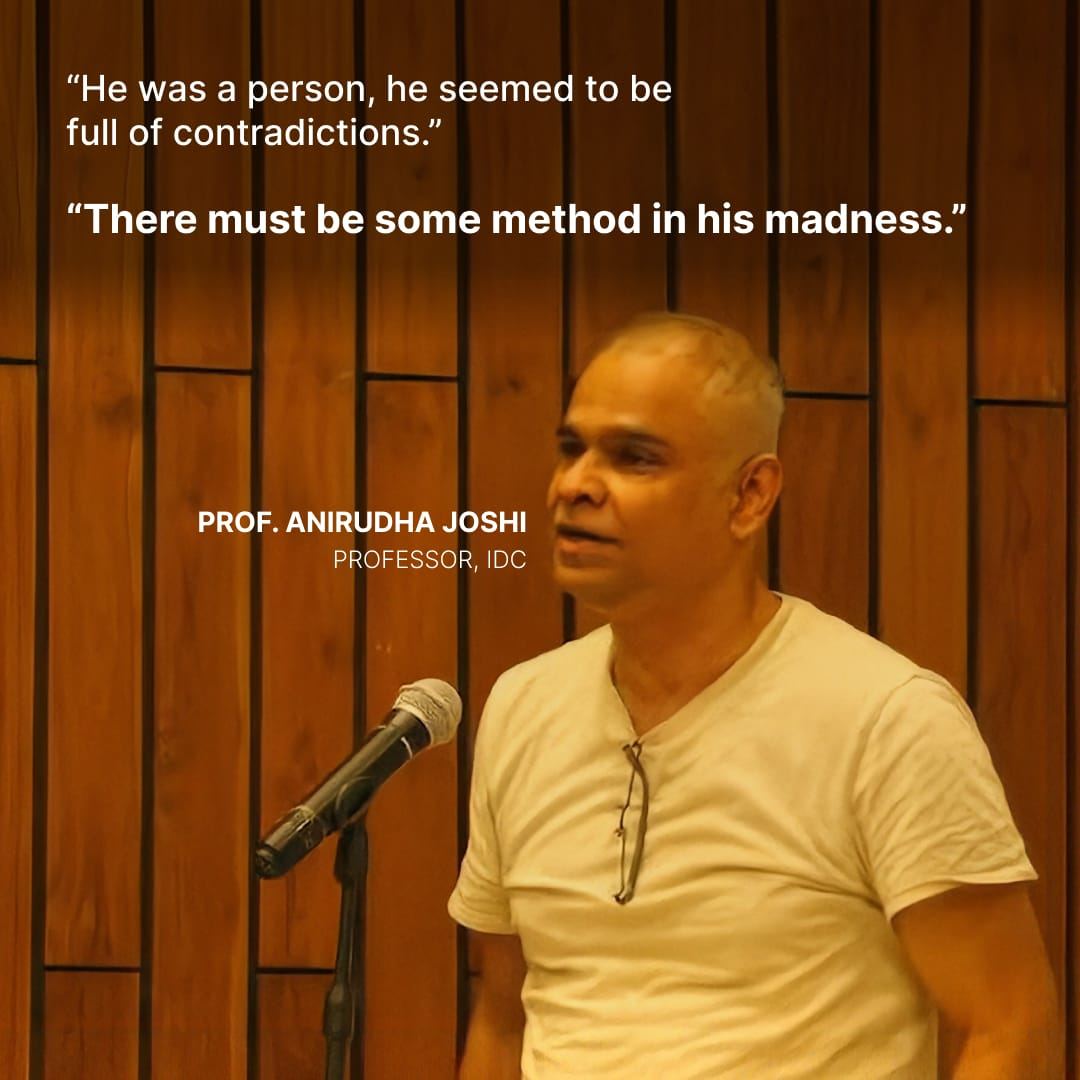 “He was a person, he seemed to be
full of contradictions.”
“There must be some method in his madness.”
PROF. ANIRUDHA JOSHI
PROFESSOR, IDC